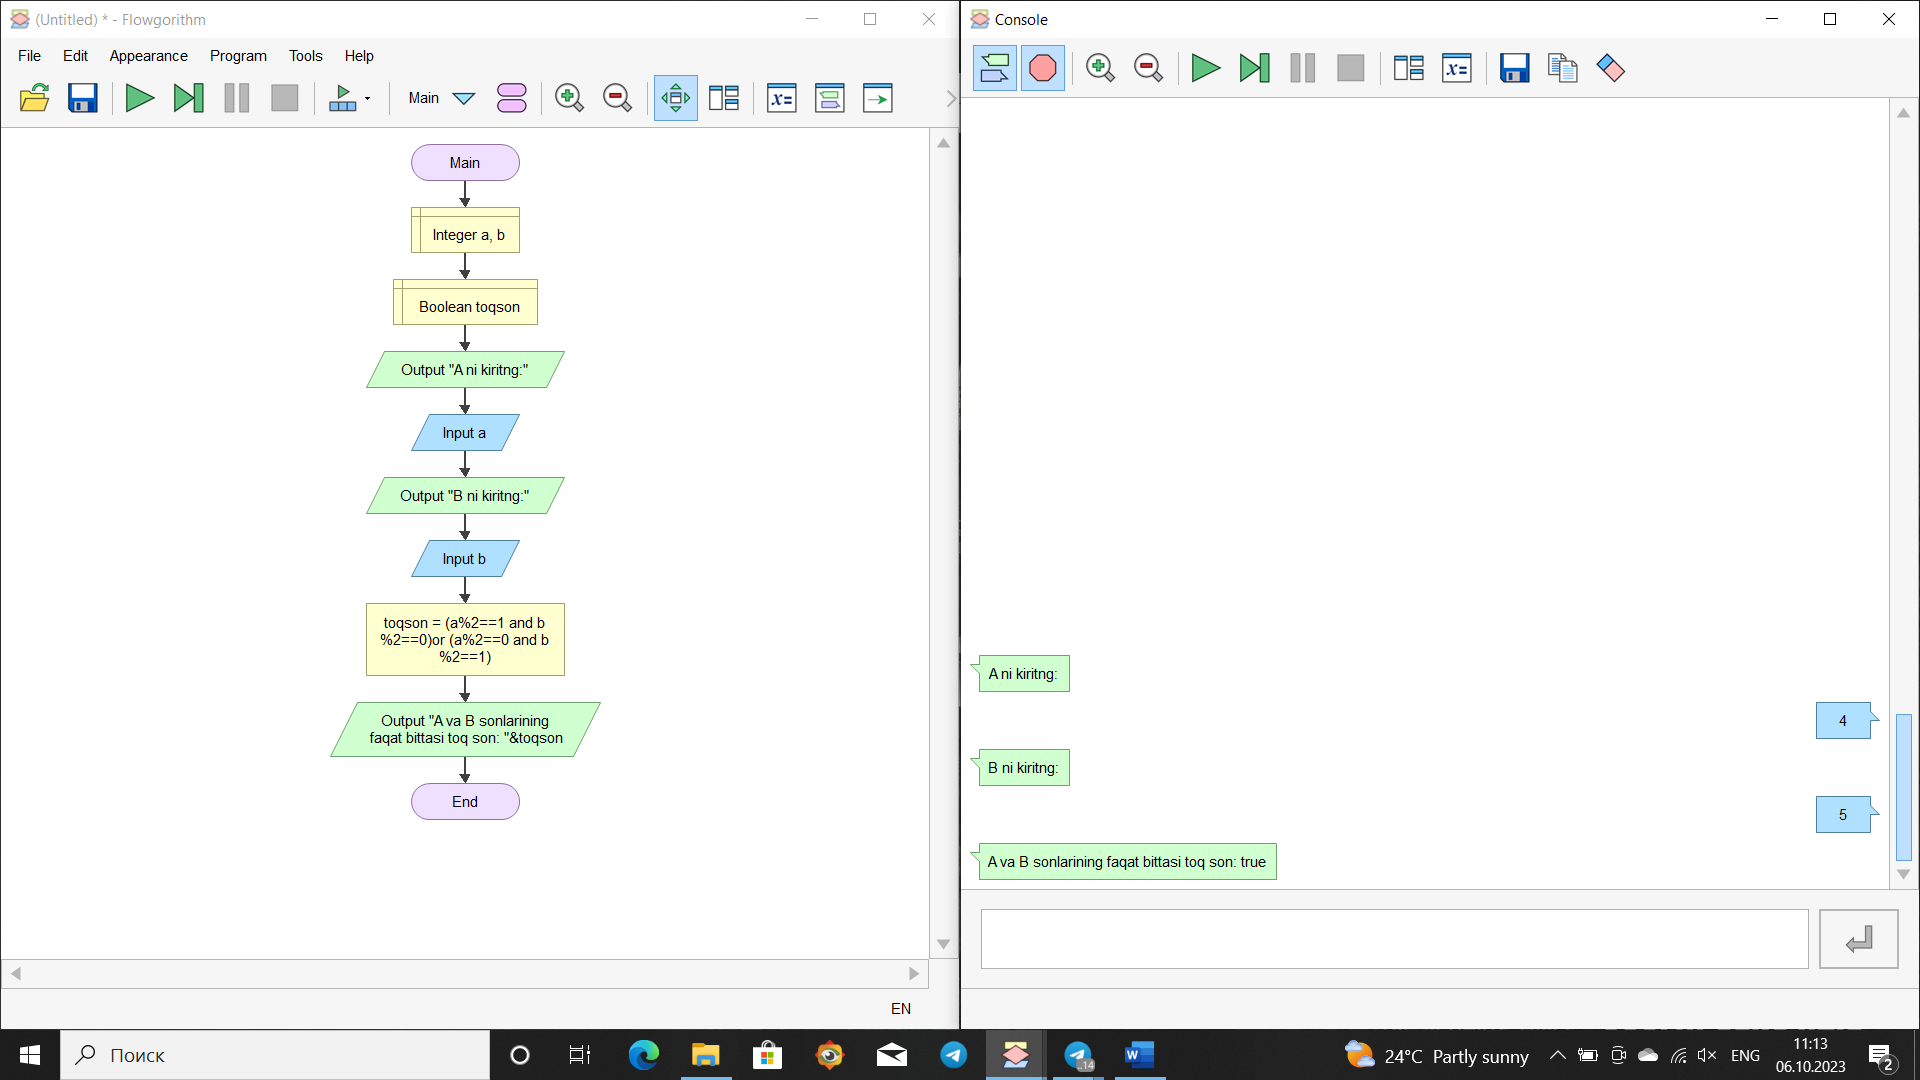 (Untitled) * - Flowgorithm
File Edit Appearance Program Tools Help
Main
Main
Integer a, b
Boolean toqson
Output "A ni kiritng:"
Input a
Output "B ni kiritng:"
Input b
toqson = (a%2==1 and b
%2==0)or (a%2==0 and b
%2==1)
Output "A va B sonlarining
faqat bittasi toq son: "&toqson
End
EN
Console
x=
x=
A ni kiritng:
4
B ni kiritng:
5
A va B sonlarining faqat bittasi toq son: true
Поиск
..14
W
24°C Partly sunny
ENG
11:13
06.10.2023
2